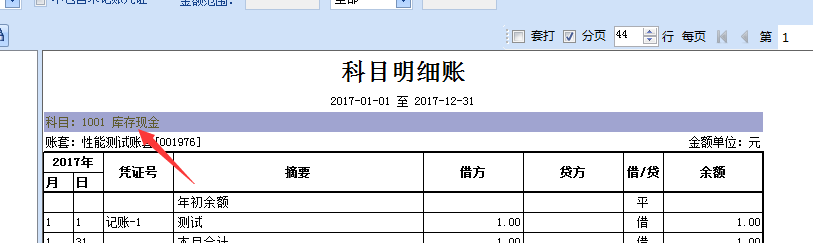 金额范围：
套打 分页 44 行 每页 第 1
科目明细账
2017-01-01 至 2017-12-31
科目：1001 库存现金
账套：性能测试账套[001976] 金额单位：元
2017年 凭证号 摘要 借方 贷方 借/贷 余额
月 日
年初余额 平
1 1 记账-1 测试 1.00 借 1.00
1 31 本月合计 1.00 借 1.00